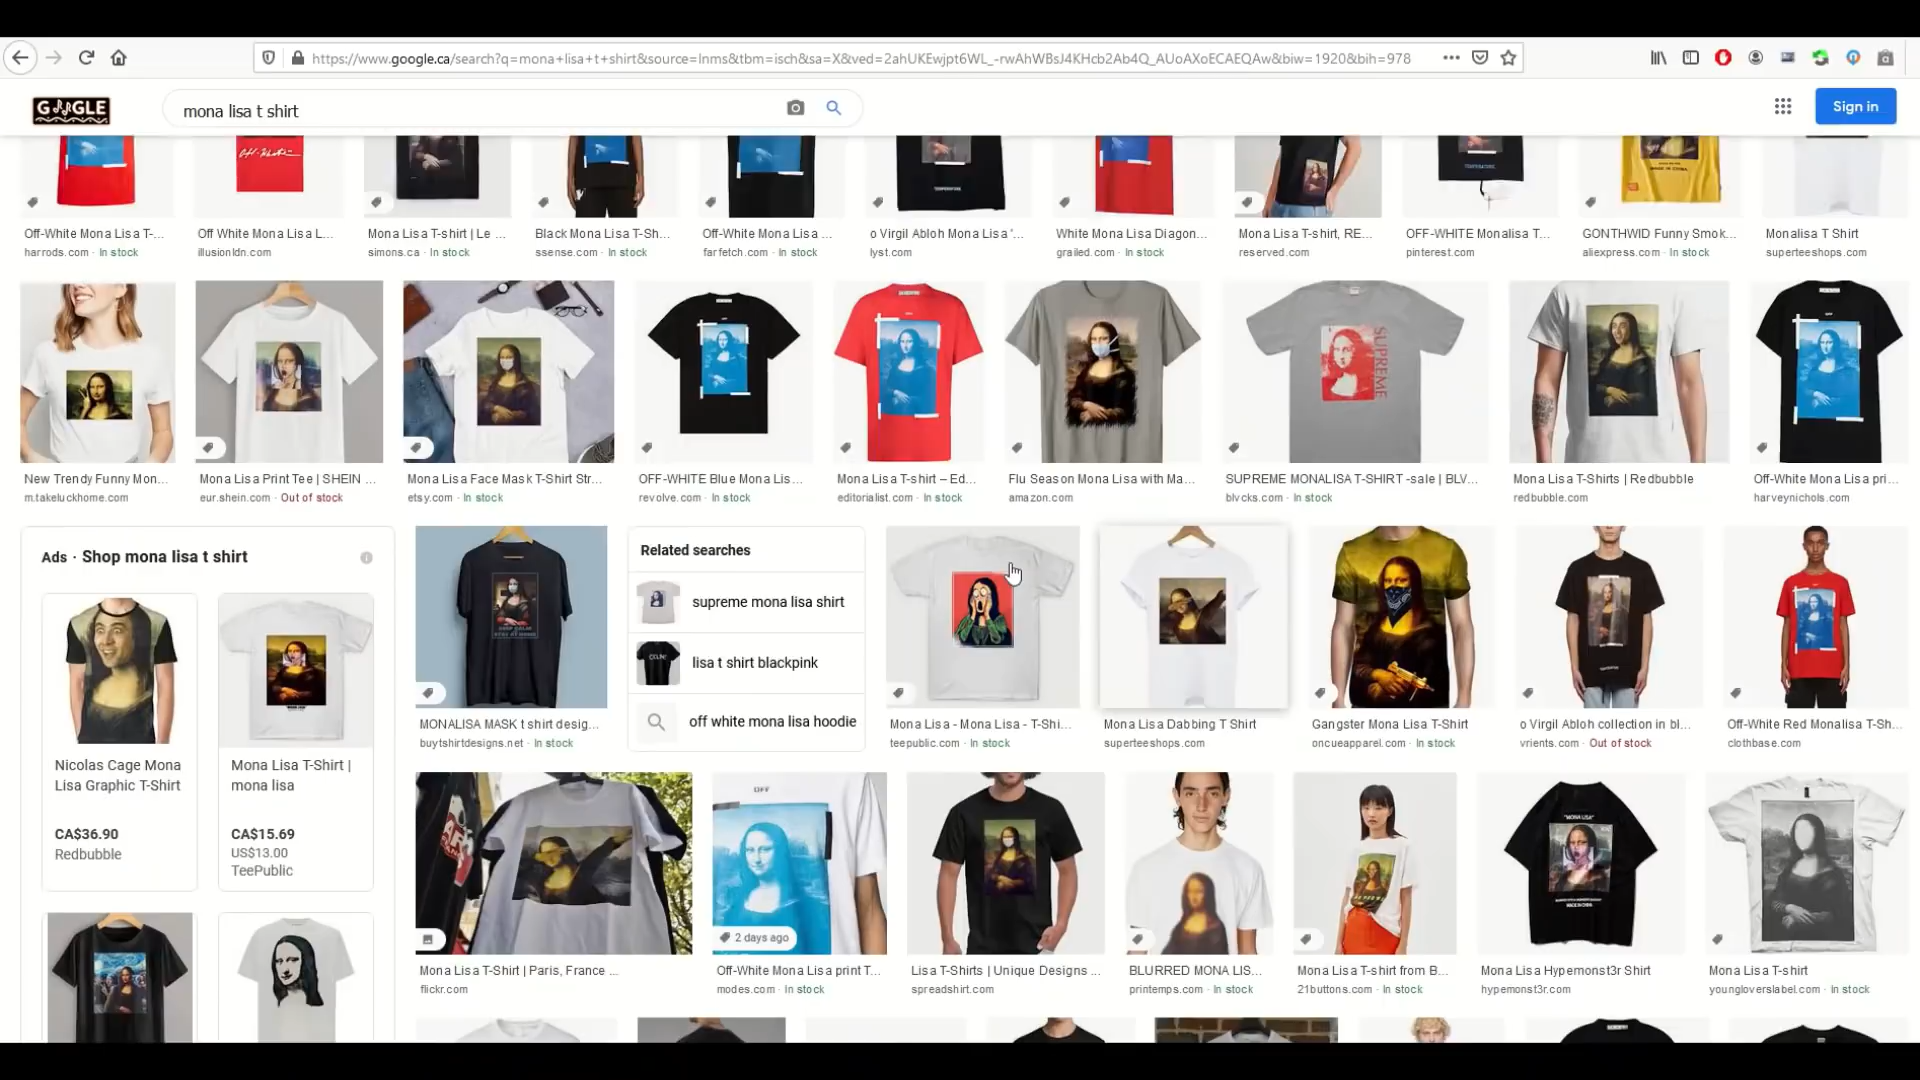 https://www.google.ca/search?q=mona+lisa+t+shirt&source=lnms&tbm=isch&sa=X&ved=2ahUKEwjpt6WL_-rwAhWBsJ4KHcb2Ab4Q_AUoAXoECAEQAw&biw=1920&bih=978
mona lisa t shirt
Sign in
Off-White Mona Lisa T-...
harrods.com · In stock
Off White Mona Lisa L...
illusionldn.com
Mona Lisa T-shirt | Le ...
simons.ca · In stock
Black Mona Lisa T-Sh...
ssense.com · In stock
Off-White Mona Lisa ...
farfetch.com · In stock
o Virgil Abloh Mona Lisa '...
lyst.com
White Mona Lisa Diagon...
grailed.com · In stock
Mona Lisa T-shirt, RE...
reserved.com
OFF-WHITE Monalisa T...
pinterest.com
GONTHWID Funny Smok...
aliexpress.com · In stock
Monalisa T Shirt
superteeshops.com
New Trendy Funny Mon...
m.takeluckhome.com
Mona Lisa Print Tee | SHEIN ...
eur.shein.com · Out of stock
Mona Lisa Face Mask T-Shirt Str...
etsy.com · In stock
OFF-WHITE Blue Mona Lis...
revolve.com · In stock
Mona Lisa T-shirt – Ed...
editorialist.com · In stock
Flu Season Mona Lisa with Ma...
amazon.com
SUPREME
SUPREME MONALISA T-SHIRT -sale | BLV...
blvcks.com · In stock
Mona Lisa T-Shirts | Redbubble
redbubble.com
Off-White Mona Lisa pri...
harveynichols.com
Ads · Shop mona lisa t shirt
Nicolas Cage Mona
Lisa Graphic T-Shirt
CA$36.90
Redbubble
Mona Lisa T-Shirt |
mona lisa
CA$15.69
US$13.00
TeePublic
MONALISA MASK t shirt desig...
buytshirtdesigns.net · In stock
Related searches
supreme mona lisa shirt
lisa t shirt blackpink
off white mona lisa hoodie
Mona Lisa - Mona Lisa - T-Shi...
teepublic.com · In stock
Mona Lisa Dabbing T Shirt
superteeshops.com
Gangster Mona Lisa T-Shirt
oncueapparel.com · In stock
o Virgil Abloh collection in bl...
vrients.com · Out of stock
Off-White Red Monalisa T-Sh...
clothbase.com
Mona Lisa T-Shirt | Paris, France ...
flickr.com
OFF
2 days ago
Off-White Mona Lisa print T...
modes.com · In stock
Lisa T-Shirts | Unique Designs ...
spreadshirt.com
BLURRED MONA LIS...
printemps.com · In stock
Mona Lisa T-shirt from B...
21buttons.com · In stock
"MONA LISA"
Mona Lisa Hypemonst3r Shirt
hypemonst3r.com
Mona Lisa T-shirt
youngloverslabel.com · In stock